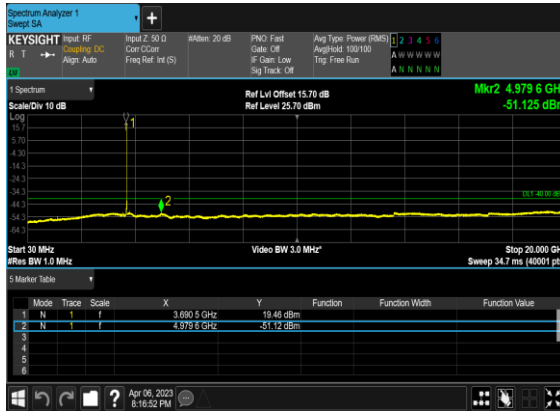 Spectrum Analyzer 1
Swept SA
+
KEYSIGHT
R T
LXI
Input: RF
Coupling: DC
Align: Auto
Input Z: 50 Ω
Corr CCorr
Freq Ref: Int (S)
#Atten: 20 dB
PNO: Fast
Gate: Off
IF Gain: Low
Sig Track: Off
Avg Type: Power (RMS)
Avg|Hold: 100/100
Trig: Free Run
1 2 3 4 5 6
A W W W W W
A N N N N N
1 Spectrum
Scale/Div 10 dB
Ref Lvl Offset 15.70 dB
Ref Level 25.70 dBm
Mkr2 4.979 6 GH
-51.125 dB
Log
15.7
5.70
-4.30
-14.3
-24.3
-34.3
-44.3
-54.3
-64.3
1
2
DL1 -40.00 dB
Start 30 MHz
#Res BW 1.0 MHz
Video BW 3.0 MHz*
Stop 20.000 G
Sweep 34.7 ms (40001 pt
5 Marker Table
Mode Trace Scale X Y Function Function Width Function Value
1 N 1 f 3.690 5 GHz 19.46 dBm
2 N 1 f 4.979 6 GHz -51.12 dBm
3
4
5
6
?
Apr 06, 2023
8:16:52 PM